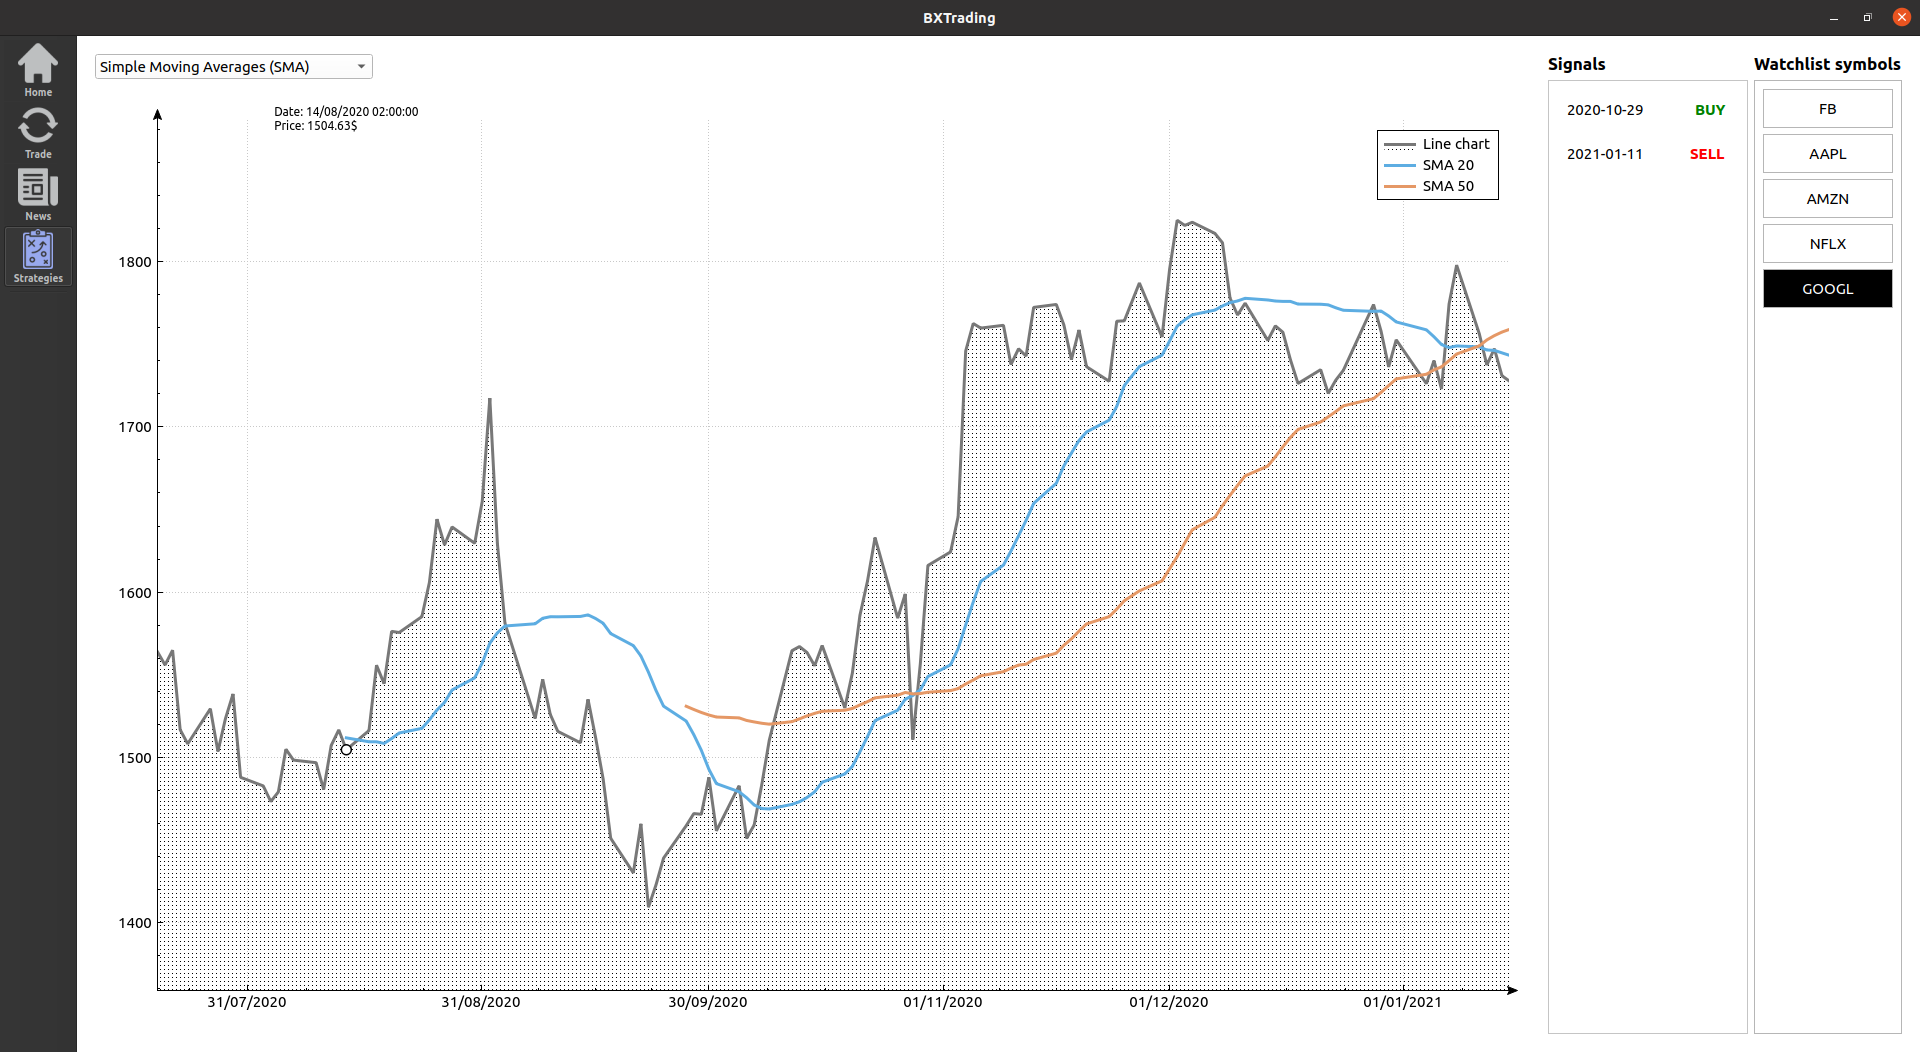 BXTrading
Home
Trade
News
Strategies
Simple Moving Averages (SMA)
Date: 14/08/2020 02:00:00
Price: 1504.63$
Line chart
SMA 20
SMA 50
1800
1700
1600
1500
1400
31/07/2020
31/08/2020
30/09/2020
01/11/2020
01/12/2020
01/01/2021
Signals
2020-10-29 BUY
2021-01-11 SELL
Watchlist symbols
FB
AAPL
AMZN
NFLX
GOOGL